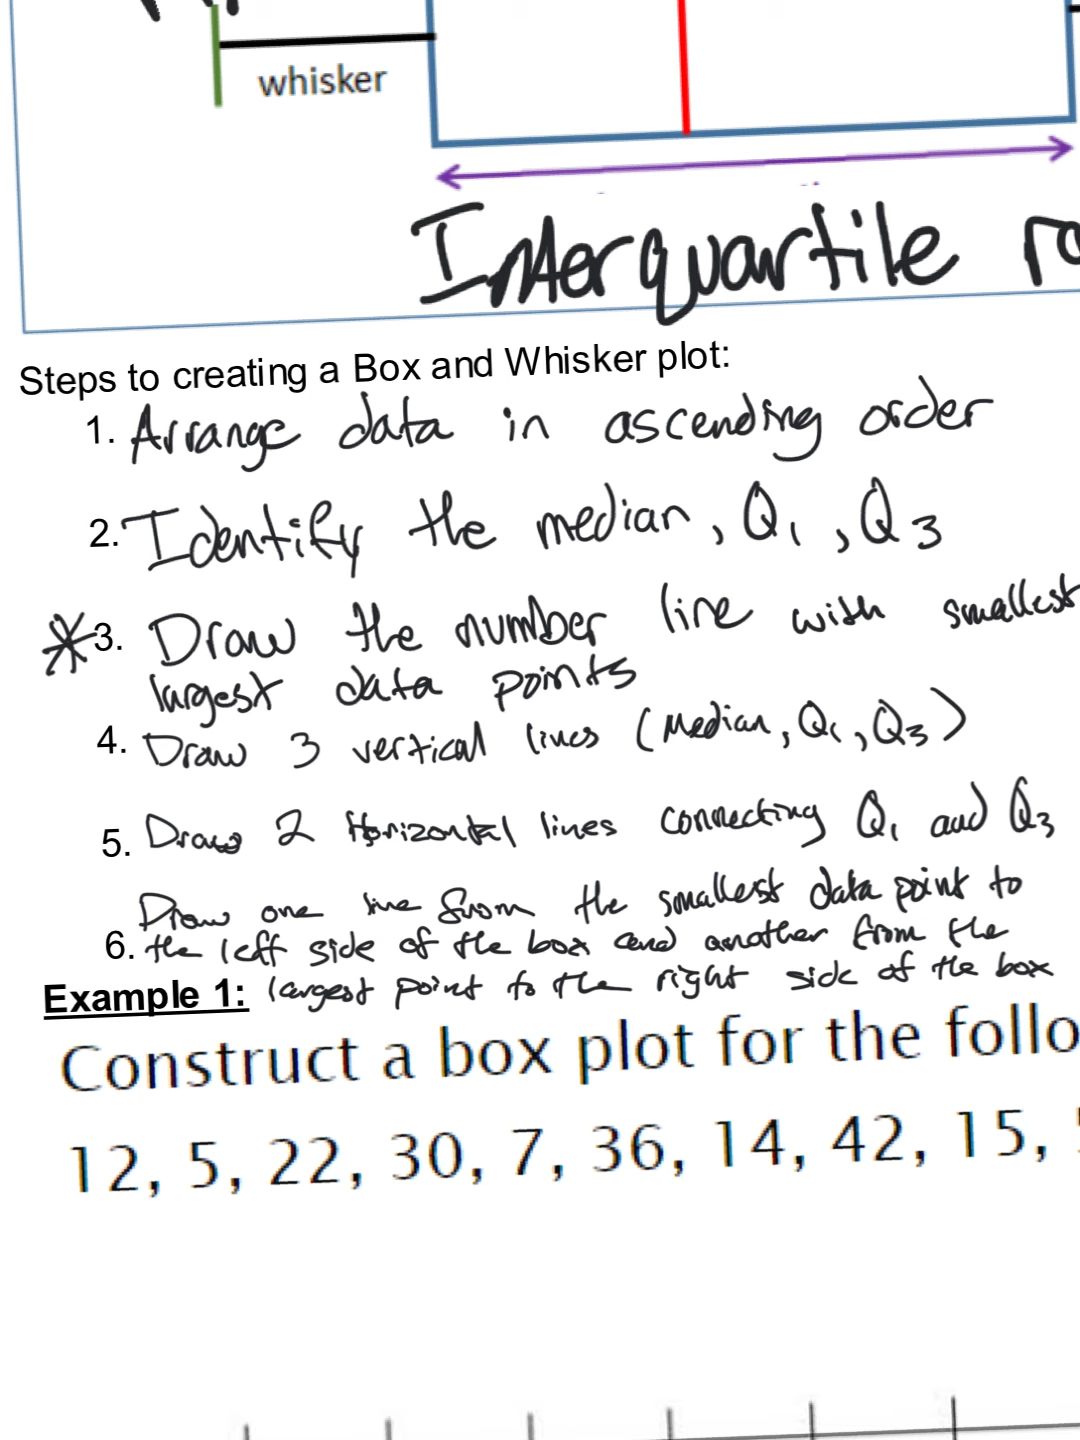 whisker
Interquartile
Steps to creating a Box and Whisker plot:
1. Arrange data in ascending order
2. Identify the median, Q1, Q3
*3. Draw the number line with smallest
largest data points
4. Draw 3 vertical lines (Median, Q1, Q3)
5. Draw 2 Horizontal lines connecting Q1 and Q3
Draw one line from the smallest data point to
6. the left side of the box and another from the
Example 1: largest point to the right side of the box
Construct a box plot for the follo
12, 5, 22, 30, 7, 36, 14, 42, 15,